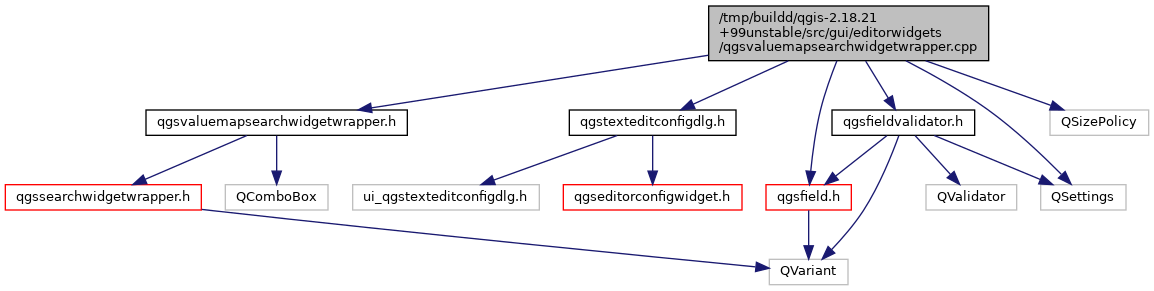 /tmp/buildd/qgis-2.18.21
+99unstable/src/gui/editorwidgets
/qgsvaluemapsearchwidgetwrapper.cpp
qgsvaluemapsearchwidgetwrapper.h
qgstexteditconfigdlg.h
qgsfieldvalidator.h
QSizePolicy
qgssearchwidgetwrapper.h
QComboBox
ui_qgstexteditconfigdlg.h
qgseditorconfigwidget.h
qgsfield.h
QValidator
QSettings
QVariant